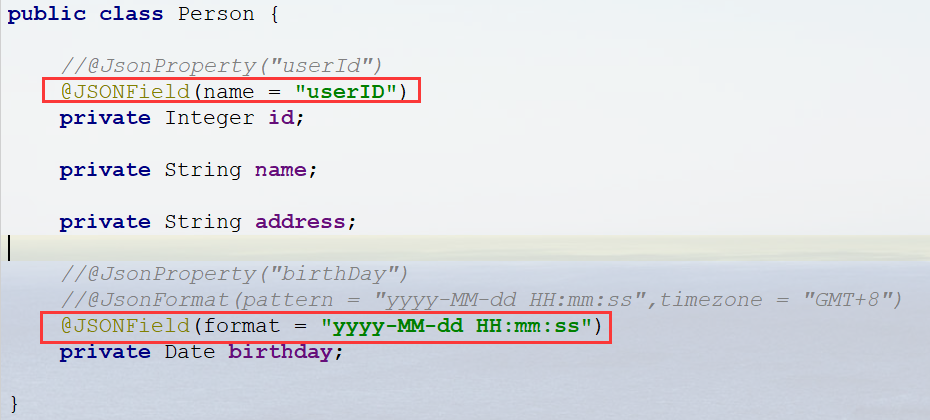 public class Person {
//@JsonProperty("userId")
@JSONField(name = "userID")
private Integer id;
private String name;
private String address;
//@JsonProperty("birthDay")
//@JsonFormat(pattern = "yyyy-MM-dd HH:mm:ss",timezone = "GMT+8")
@JSONField(format = "yyyy-MM-dd HH:mm:ss")
private Date birthday;
}